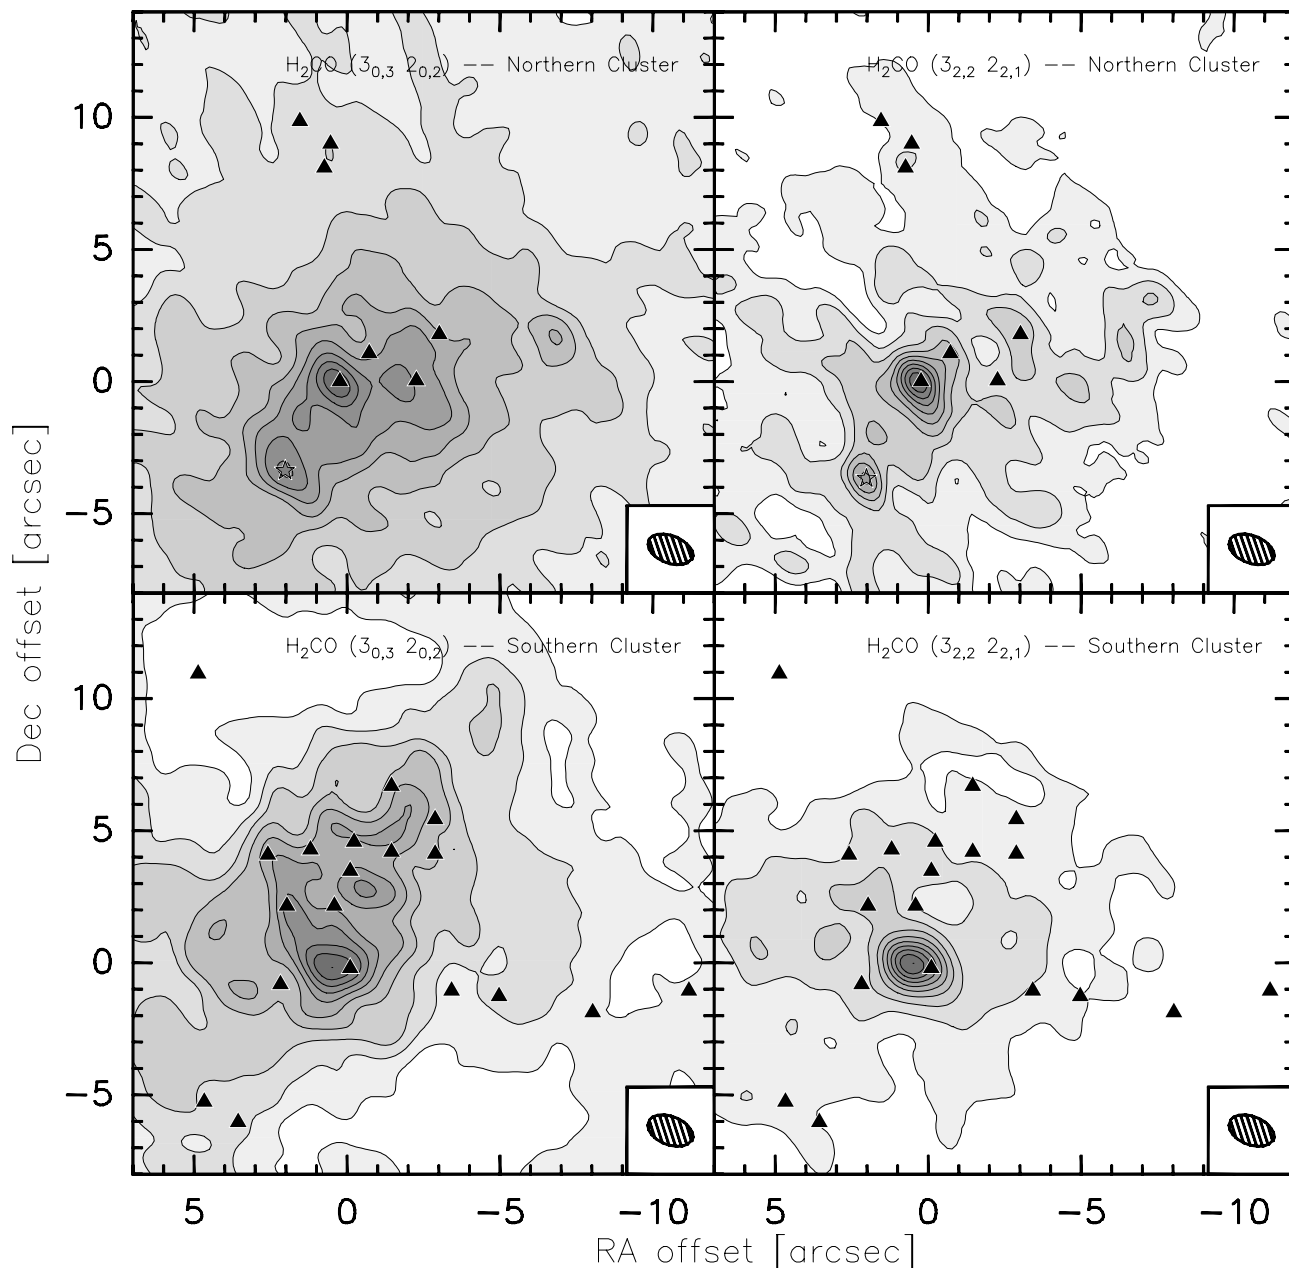 H₂CO (3₀,₃ 2₀,₂) –– Northern Cluster
H₂CO (3₂,₂ 2₂,₁) –– Northern Cluster
10
5
0
−5
H₂CO (3₀,₃ 2₀,₂) –– Southern Cluster
H₂CO (3₂,₂ 2₂,₁) –– Southern Cluster
10
5
0
−5
Dec offset [arcsec]
5 0 −5 −10 5 0 −5 −10
RA offset [arcsec]